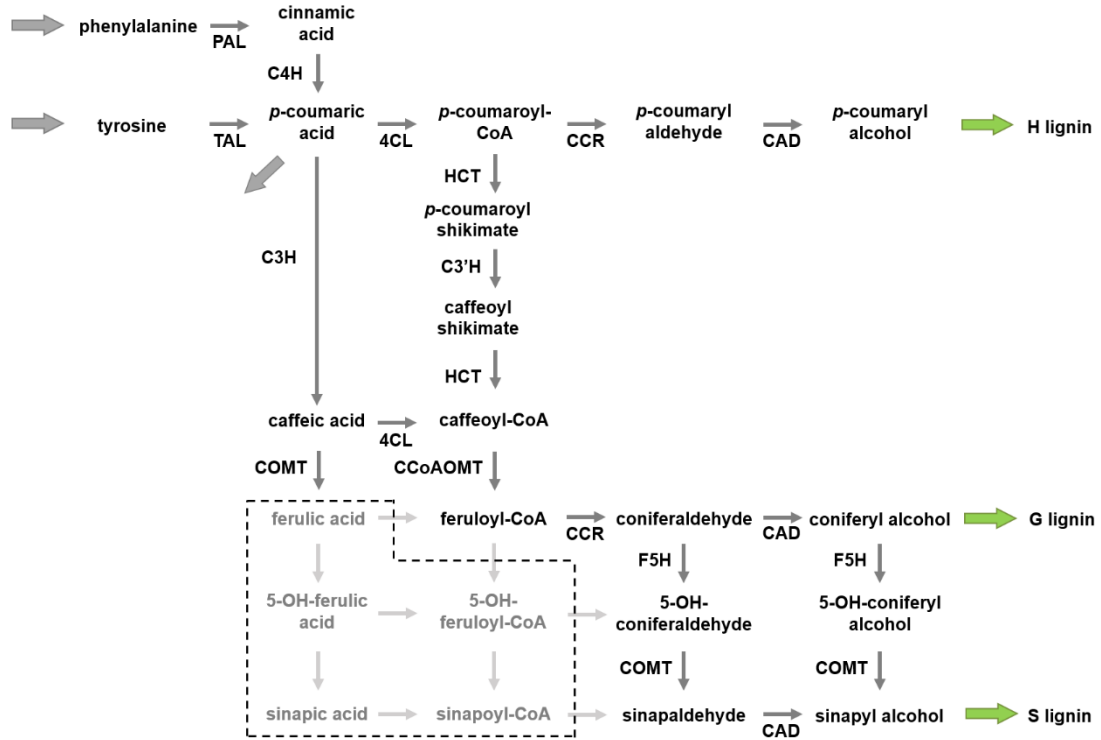 phenylalanine
PAL
cinnamic
acid
C4H
tyrosine
TAL
p-coumaric
acid
4CL
p-coumaroyl-
CoA
CCR
p-coumaryl
aldehyde
CAD
p-coumaryl
alcohol
H lignin
HCT
p-coumaroyl
shikimate
C3H
C3'H
caffeoyl
shikimate
HCT
caffeic acid
4CL
caffeoyl-CoA
COMT
CCoAOMT
ferulic acid
feruloyl-CoA
CCR
coniferaldehyde
CAD
coniferyl alcohol
G lignin
F5H
F5H
5-OH-ferulic
acid
5-OH-
feruloyl-CoA
5-OH-
coniferaldehyde
5-OH-coniferyl
alcohol
COMT
COMT
sinapic acid
sinapoyl-CoA
sinapaldehyde
CAD
sinapyl alcohol
S lignin